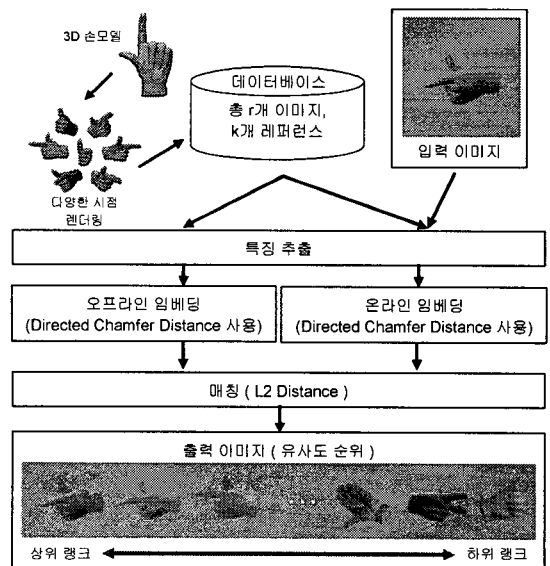 3D 손모델
데이터베이스
총 r개 이미지,
k개 레퍼런스
입력 이미지
다양한 시점
렌더링
특징 추출
오프라인 임베딩
(Directed Chamfer Distance 사용)
온라인 임베딩
(Directed Chamfer Distance 사용)
매칭 ( L2 Distance )
출력 이미지 ( 유사도 순위 )
상위 랭크
하위 랭크